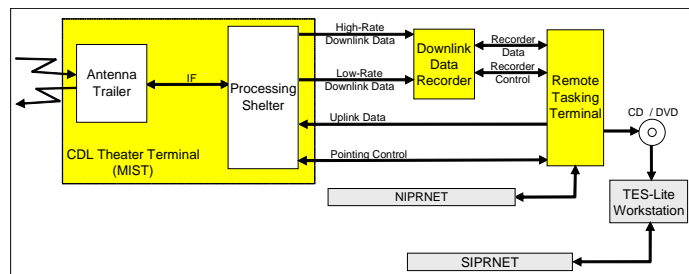 High-Rate
Downlink Data
Recorder
Data
Downlink
Data
Recorder
Antenna
Trailer
IF
Processing
Shelter
Low-Rate
Downlink Data
Recorder
Control
Remote
Tasking
Terminal
CD / DVD
Uplink Data
CDL Theater Terminal
(MIST)
Pointing Control
NIPRNET
TES-Lite
Workstation
SIPRNET